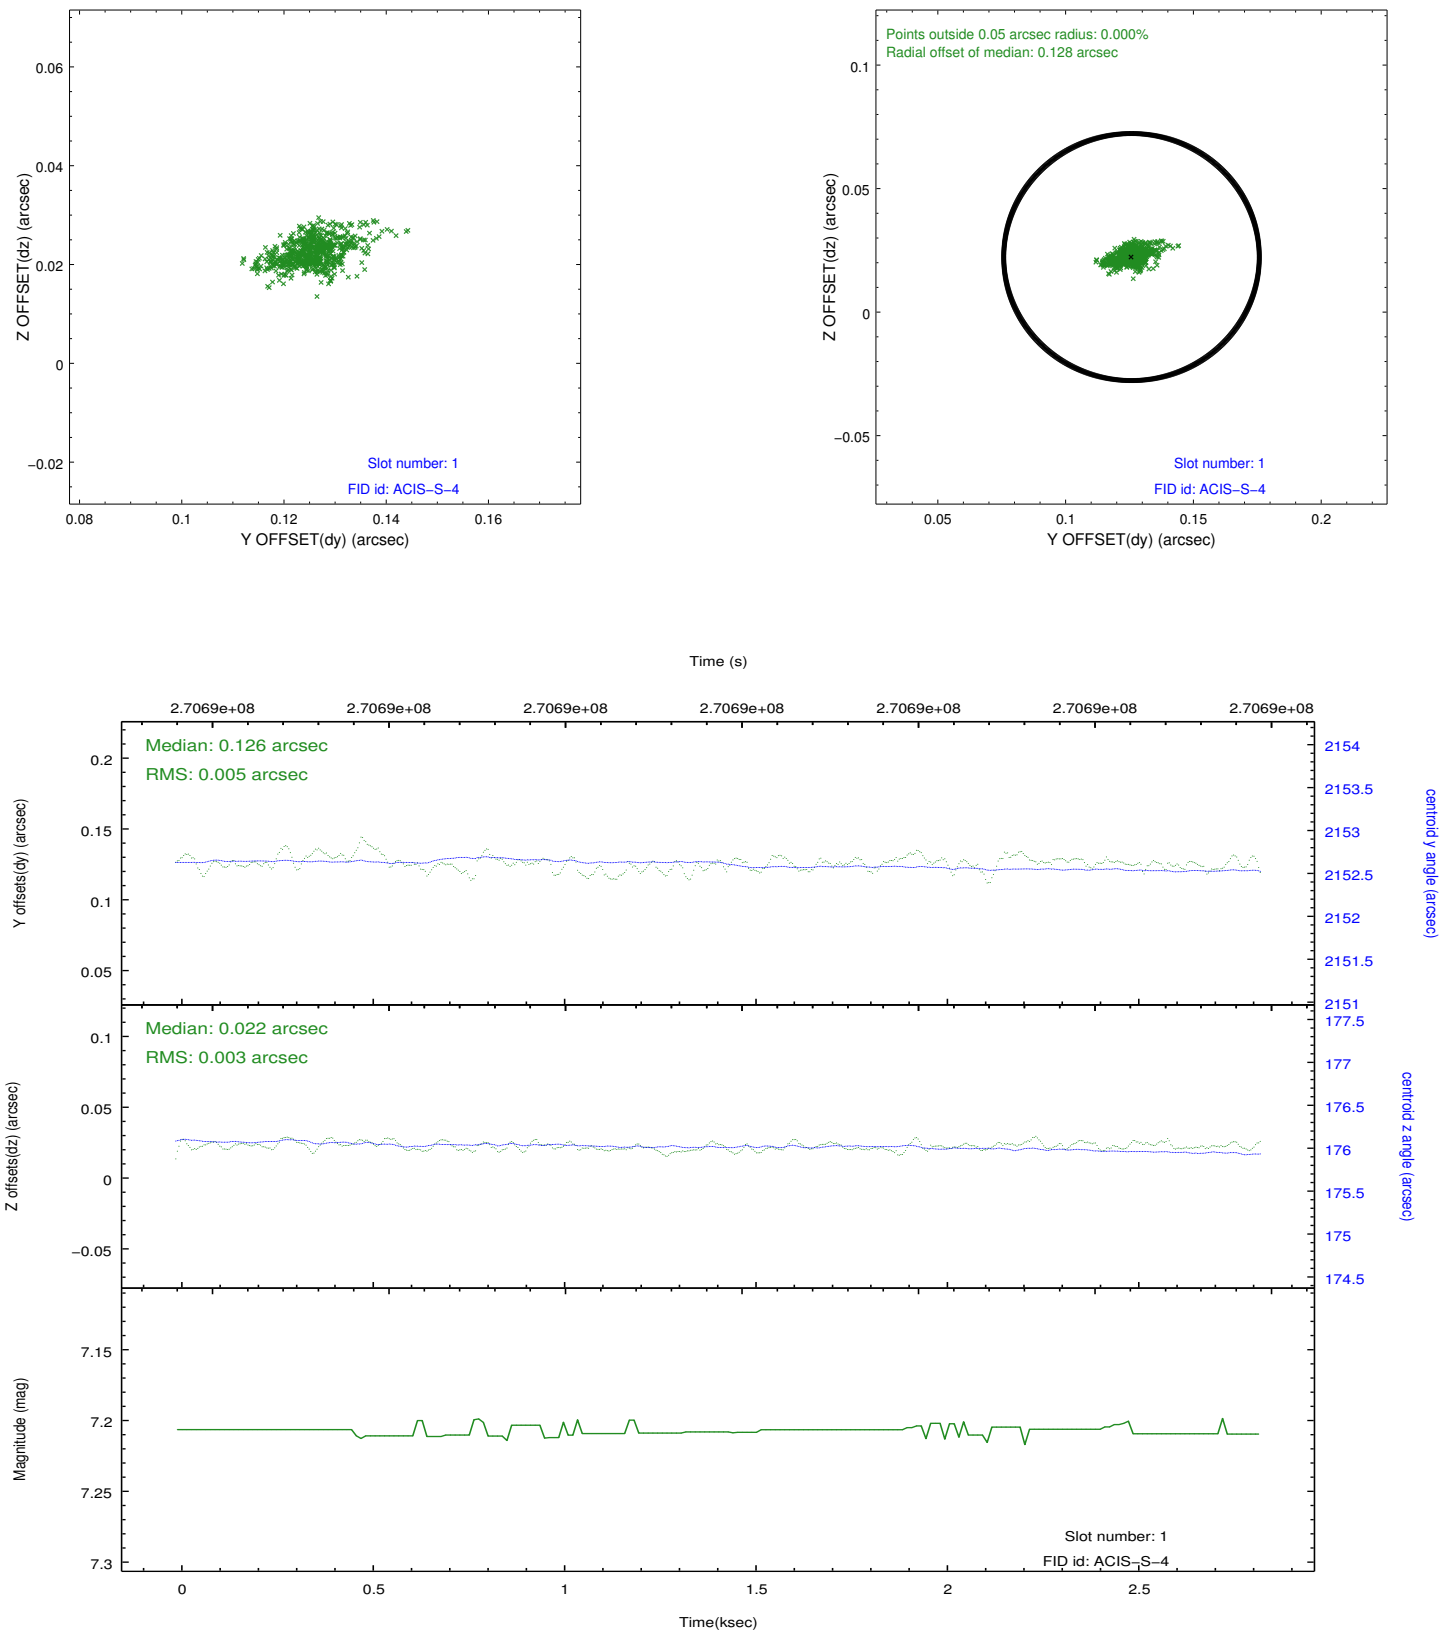 0.06
0.04
0.02
0
−0.02
Z OFFSET(dz) (arcsec)
Slot number: 1
FID id: ACIS−S−4
0.08 0.1 0.12 0.14 0.16
Y OFFSET(dy) (arcsec)
Points outside 0.05 arcsec radius: 0.000%
Radial offset of median: 0.128 arcsec
0.1
0.05
0
−0.05
Z OFFSET(dz) (arcsec)
Slot number: 1
FID id: ACIS−S−4
0.05 0.1 0.15 0.2
Y OFFSET(dy) (arcsec)
Time (s)
2.7069e+08 2.7069e+08 2.7069e+08 2.7069e+08 2.7069e+08 2.7069e+08 2.7069e+08
Median: 0.126 arcsec
RMS: 0.005 arcsec
0.2
0.15
0.1
0.05
Y offsets(dy) (arcsec)
2154
2153.5
2153
2152.5
2152
2151.5
2151
centroid y angle (arcsec)
Median: 0.022 arcsec
RMS: 0.003 arcsec
0.1
0.05
0
−0.05
Z offsets(dz) (arcsec)
177.5
177
176.5
176
175.5
175
174.5
centroid z angle (arcsec)
7.15
7.2
7.25
7.3
Magnitude (mag)
Slot number: 1
FID id: ACIS−S−4
0 0.5 1 1.5 2 2.5
Time(ksec)